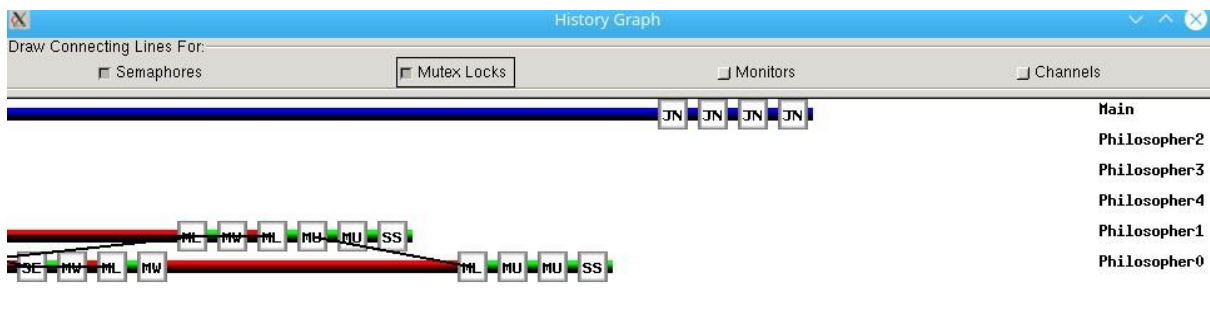 History Graph
Draw Connecting Lines For:
Semaphores Mutex Locks Monitors Channels
JN JN JN JN Main
Philosopher2
Philosopher3
Philosopher4
ML MW ML MU MU SS Philosopher1
SE MW ML MW ML MU MU SS Philosopher0